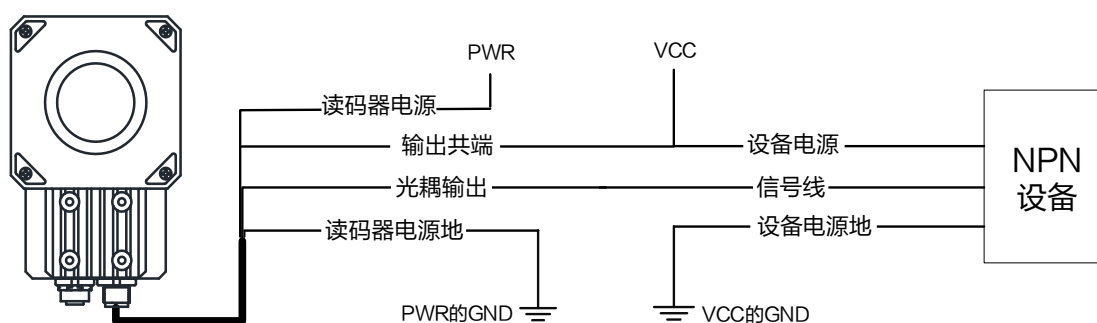 PWR
VCC
读码器电源
输出共端
设备电源
光耦输出
信号线
读码器电源地
设备电源地
NPN
设备
PWR的GND
VCC的GND